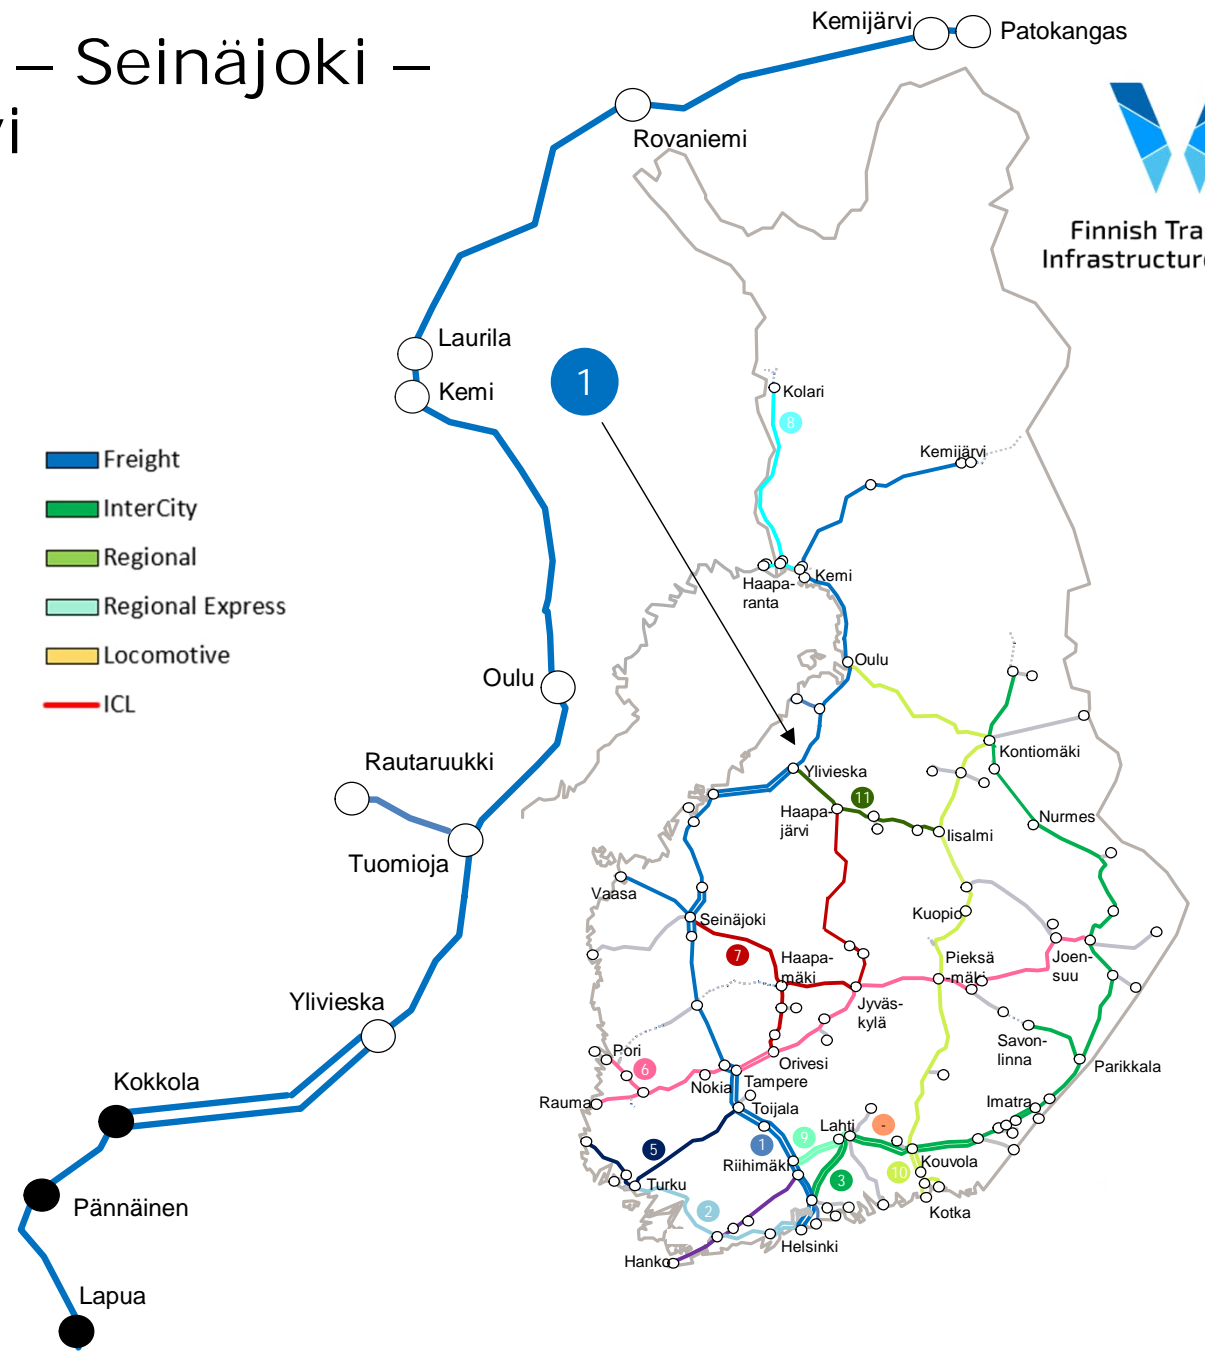 – Seinäjoki –
vi
Kemijärvi
Patokangas
Rovaniemi
Finnish Tra
Infrastructure
Laurila
Kemi
1
Kolari
8
Freight
InterCity
Regional
Regional Express
Locomotive
ICL
Kemijärvi
Haapa-
ranta
Kemi
Oulu
Oulu
Rautaruukki
Tuomioja
Kontiomäki
Ylivieska
11
Haapa-
järvi
Iisalmi
Nurmes
Vaasa
Seinäjoki
Kuopio
7
Haapa-
mäki
Pieksä
mäki
Joen-
suu
Ylivieska
Jyväs-
kylä
Savon-
linna
Parikkala
Kokkola
Pori
6
Orivesi
Nokia
Tampere
Rauma
Toijala
Imatra
5
1
9
Lahti
-
Riihimäki
3
10
Kouvola
Turku
2
Kotka
Helsinki
Hanko
Pännäinen
Lapua